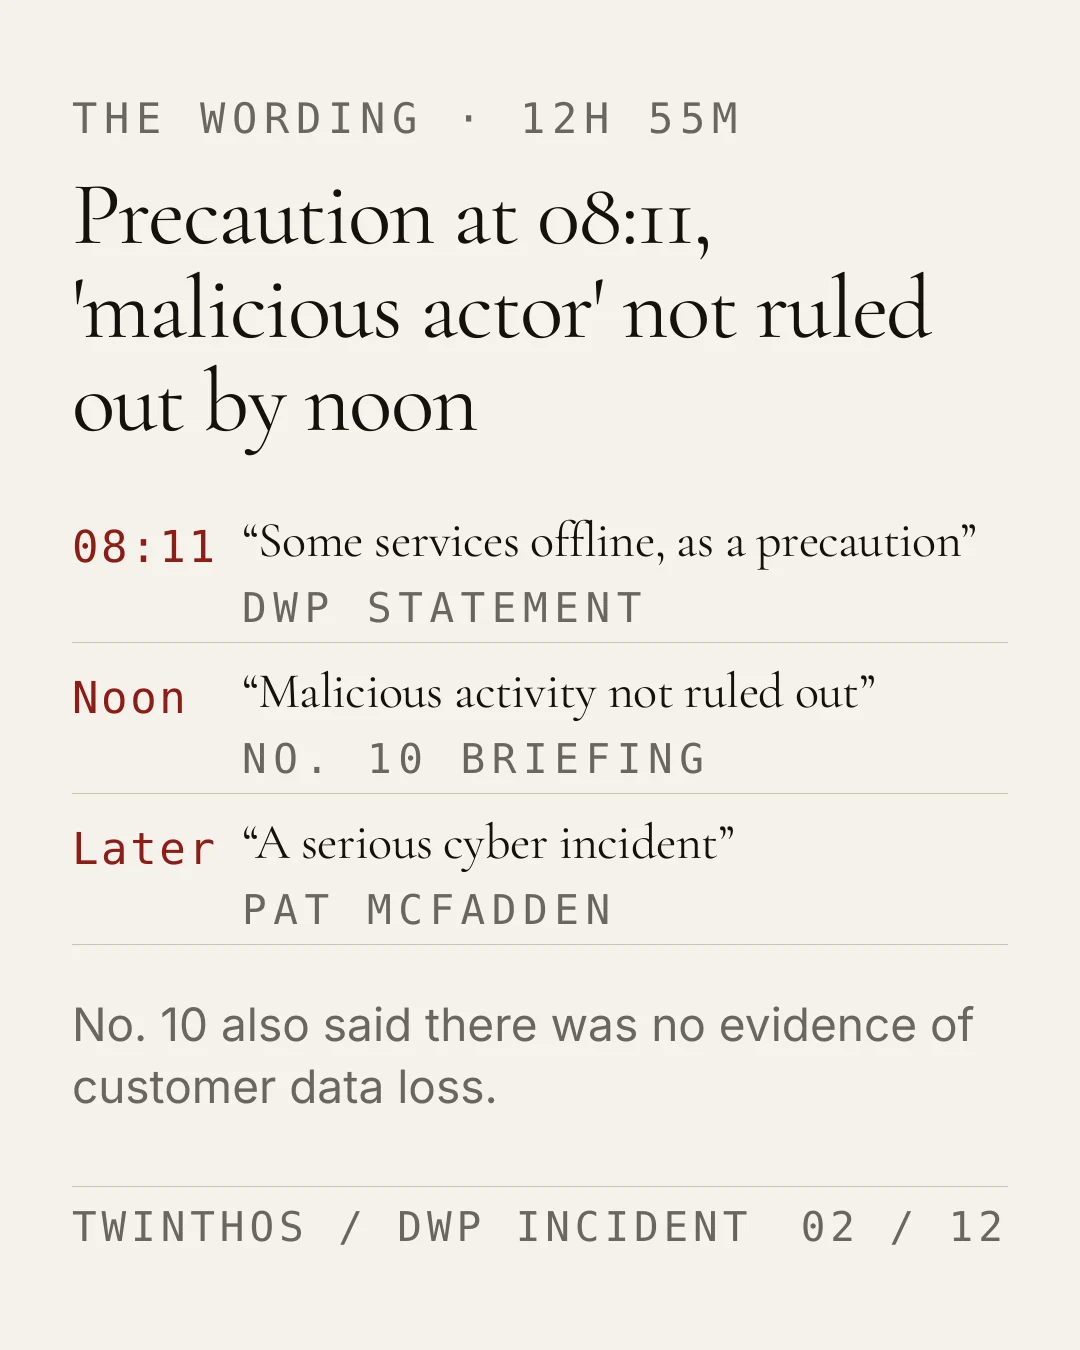 THE WORDING · 12H 55M
Precaution at 08:11,
'malicious actor' not ruled
out by noon
08:11 “Some services offline, as a precaution”
DWP STATEMENT
Noon “Malicious activity not ruled out”
NO. 10 BRIEFING
Later “A serious cyber incident”
PAT MCFADDEN
No. 10 also said there was no evidence of
customer data loss.
TWINTHOS / DWP INCIDENT 02 / 12